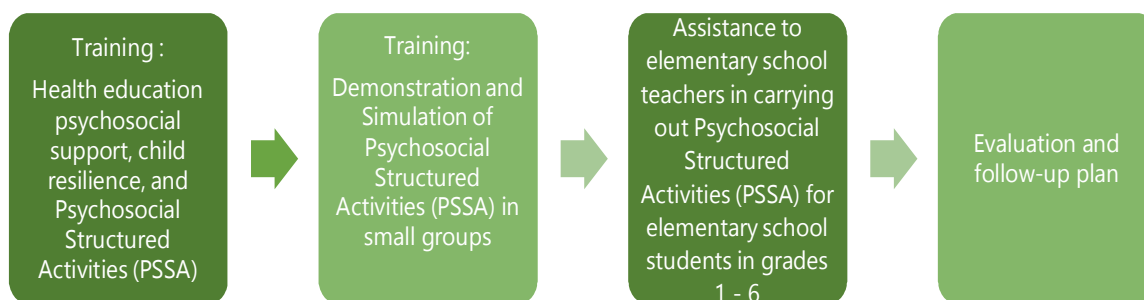 Training :
Health education
psychosocial
support, child
resilience, and
Psychosocial
Structured
Activities (PSSA)
Training:
Demonstration and
Simulation of
Psychosocial
Structured
Activities (PSSA) in
small groups
Assistance to
elementary school
teachers in carrying
out Psychosocial
Structured
Activities (PSSA) for
elementary school
students in grades
1 - 6
Evaluation and
follow-up plan